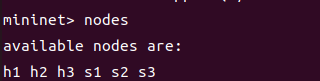 mininet> nodes
available nodes are:
h1 h2 h3 s1 s2 s3